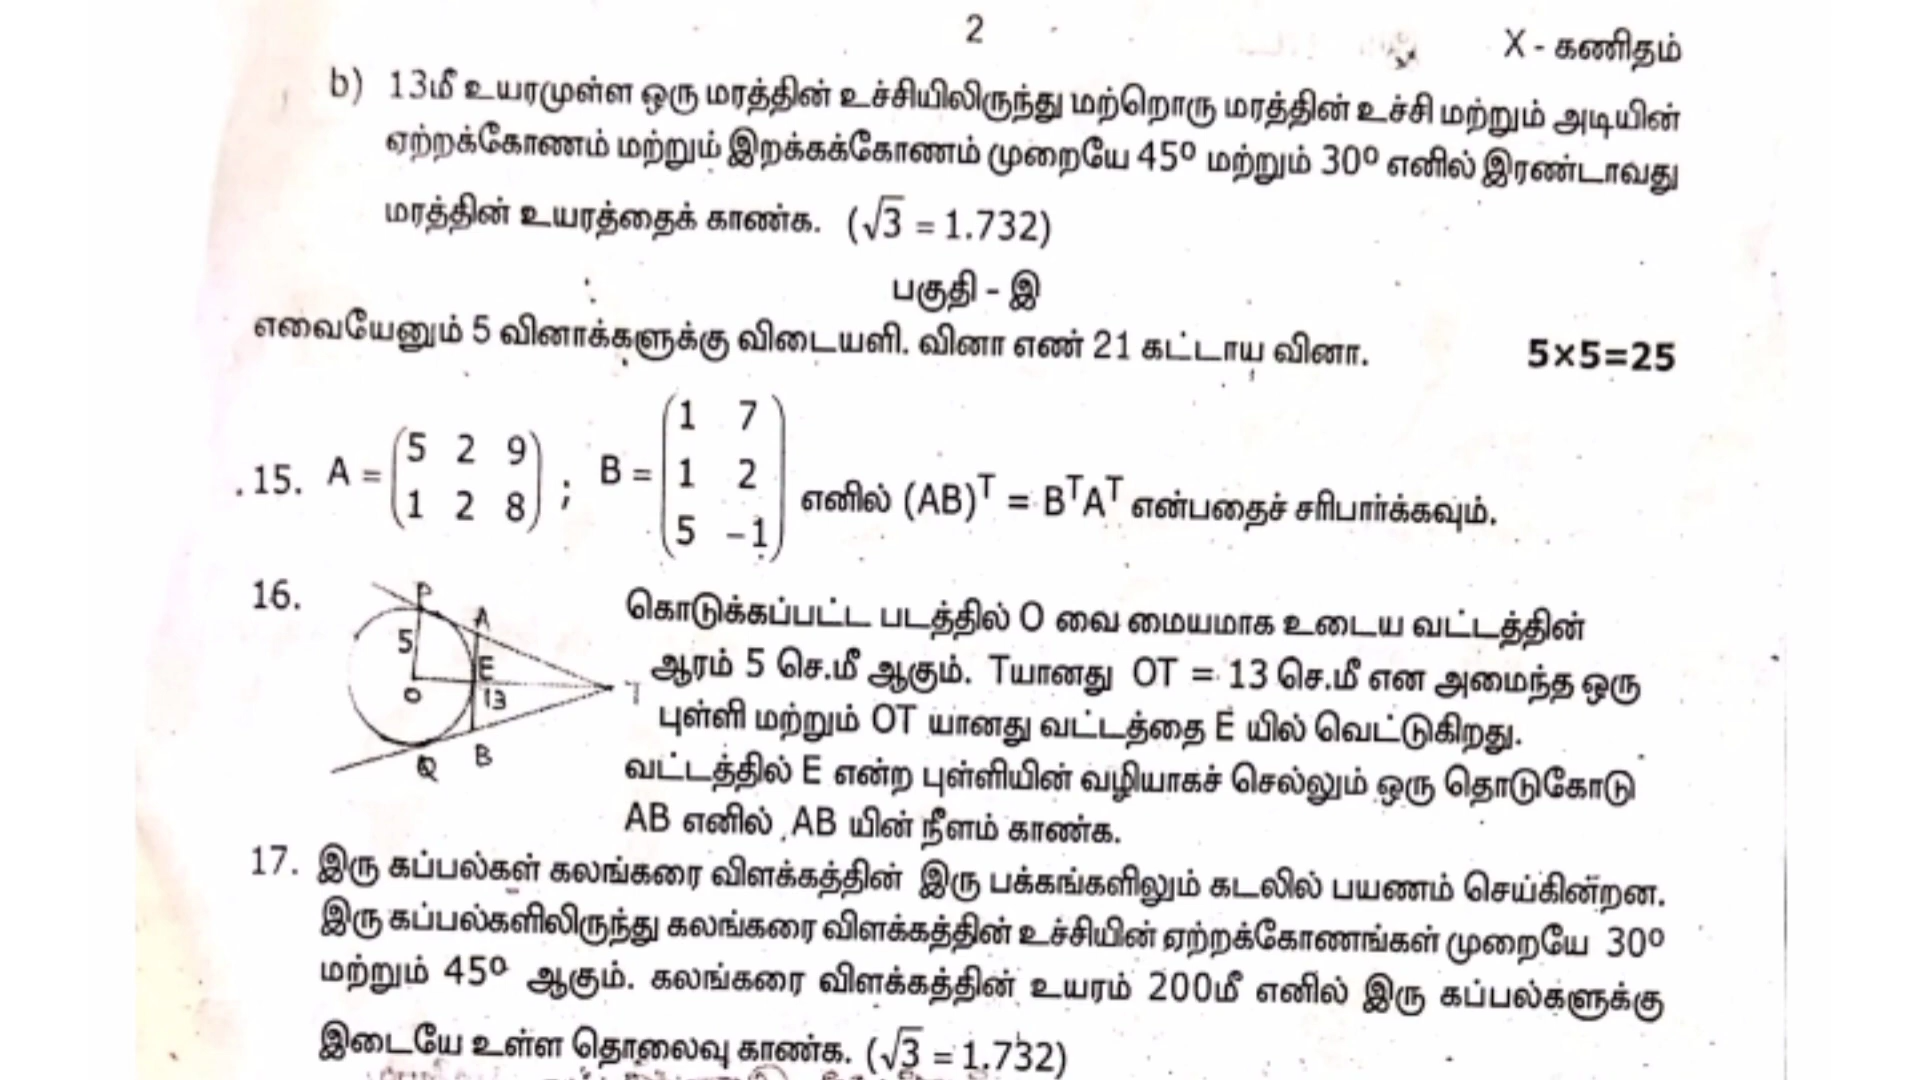 2
X - கணிதம்
b) 13மீ உயரமுள்ள ஒரு மரத்தின் உச்சியிலிருந்து மற்றொரு மரத்தின் உச்சி மற்றும் அடியின்
ஏற்றக்கோணம் மற்றும் இறக்கக்கோணம் முறையே 45⁰ மற்றும் 30⁰ எனில் இரண்டாவது
மரத்தின் உயரத்தைக் காண்க. (√3 = 1.732)
பகுதி - இ
எவையேனும் 5 வினாக்களுக்கு விடையளி. வினா எண் 21 கட்டாய வினா. 5×5=25
15. A = (5 2 9 / 1 2 8) ; B = (1 7 / 1 2 / 5 -1) எனில் (AB)ᵀ = BᵀAᵀ என்பதைச் சரிபார்க்கவும்.
16.
P
A
5
E
O
13
T
B
Q
கொடுக்கப்பட்ட படத்தில் O வை மையமாக உடைய வட்டத்தின்
ஆரம் 5 செ.மீ ஆகும். Tயானது OT = 13 செ.மீ என அமைந்த ஒரு
புள்ளி மற்றும் OT யானது வட்டத்தை E யில் வெட்டுகிறது.
வட்டத்தில் E என்ற புள்ளியின் வழியாகச் செல்லும் ஒரு தொடுகோடு
AB எனில் AB யின் நீளம் காண்க.
17. இரு கப்பல்கள் கலங்கரை விளக்கத்தின் இரு பக்கங்களிலும் கடலில் பயணம் செய்கின்றன.
இரு கப்பல்களிலிருந்து கலங்கரை விளக்கத்தின் உச்சியின் ஏற்றக்கோணங்கள் முறையே 30⁰
மற்றும் 45⁰ ஆகும். கலங்கரை விளக்கத்தின் உயரம் 200மீ எனில் இரு கப்பல்களுக்கு
இடையே உள்ள தொலைவு காண்க. (√3 = 1.732)